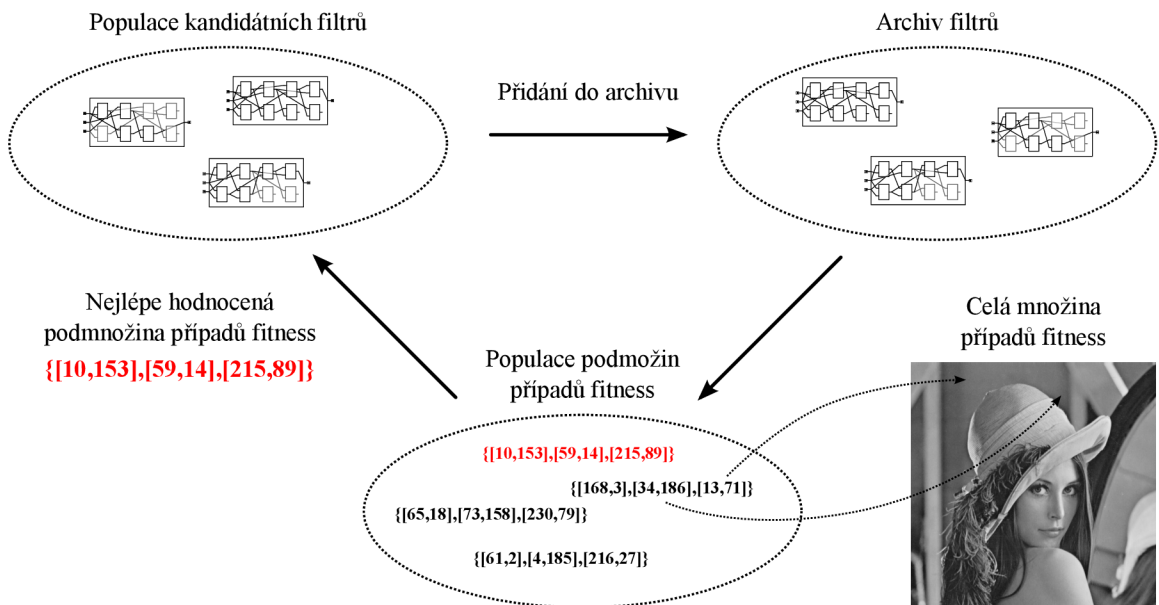 Populace kandidátních filtrů
Archiv filtrů
Přidání do archivu
Nejlépe hodnocená
podmnožina případů fitness
{[10,153],[59,14],[215,89]}
Celá množina
případů fitness
Populace podmožin
případů fitness
{[10,153],[59,14],[215,89]}
{[168,3],[34,186],[13,71]}
{[65,18],[73,158],[230,79]}
{[61,2],[4,185],[216,27]}